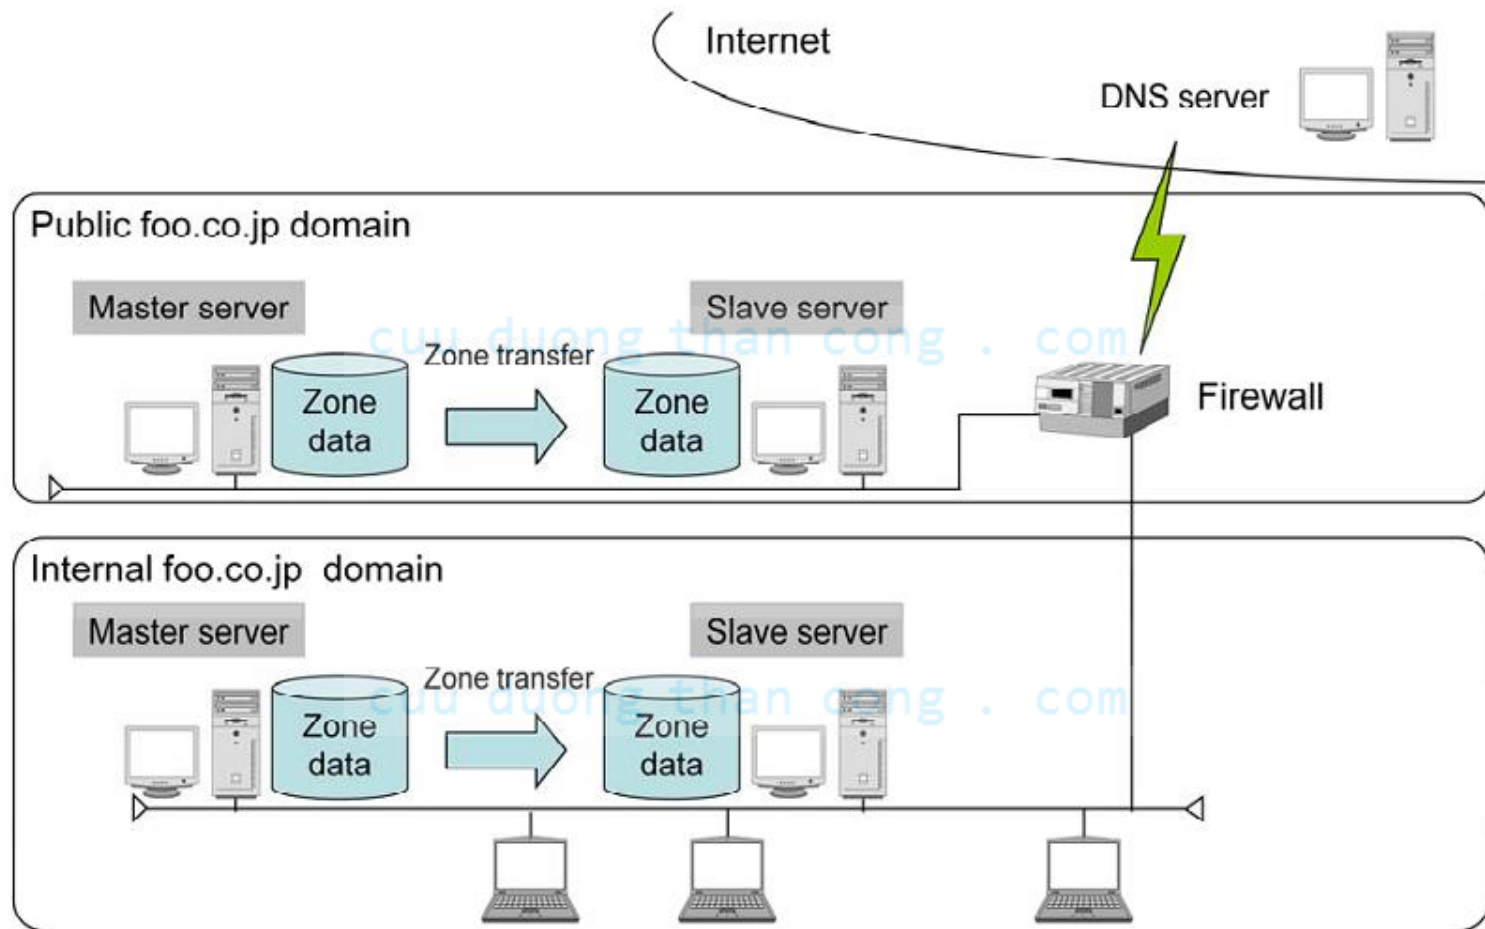 Internet
DNS server
Public foo.co.jp domain
Master server
Slave server
cuu duong than cong . com
Zone transfer
Zone
data
Zone
data
Firewall
Internal foo.co.jp domain
Master server
Slave server
Zone transfer
cuu duong than cong . com
Zone
data
Zone
data